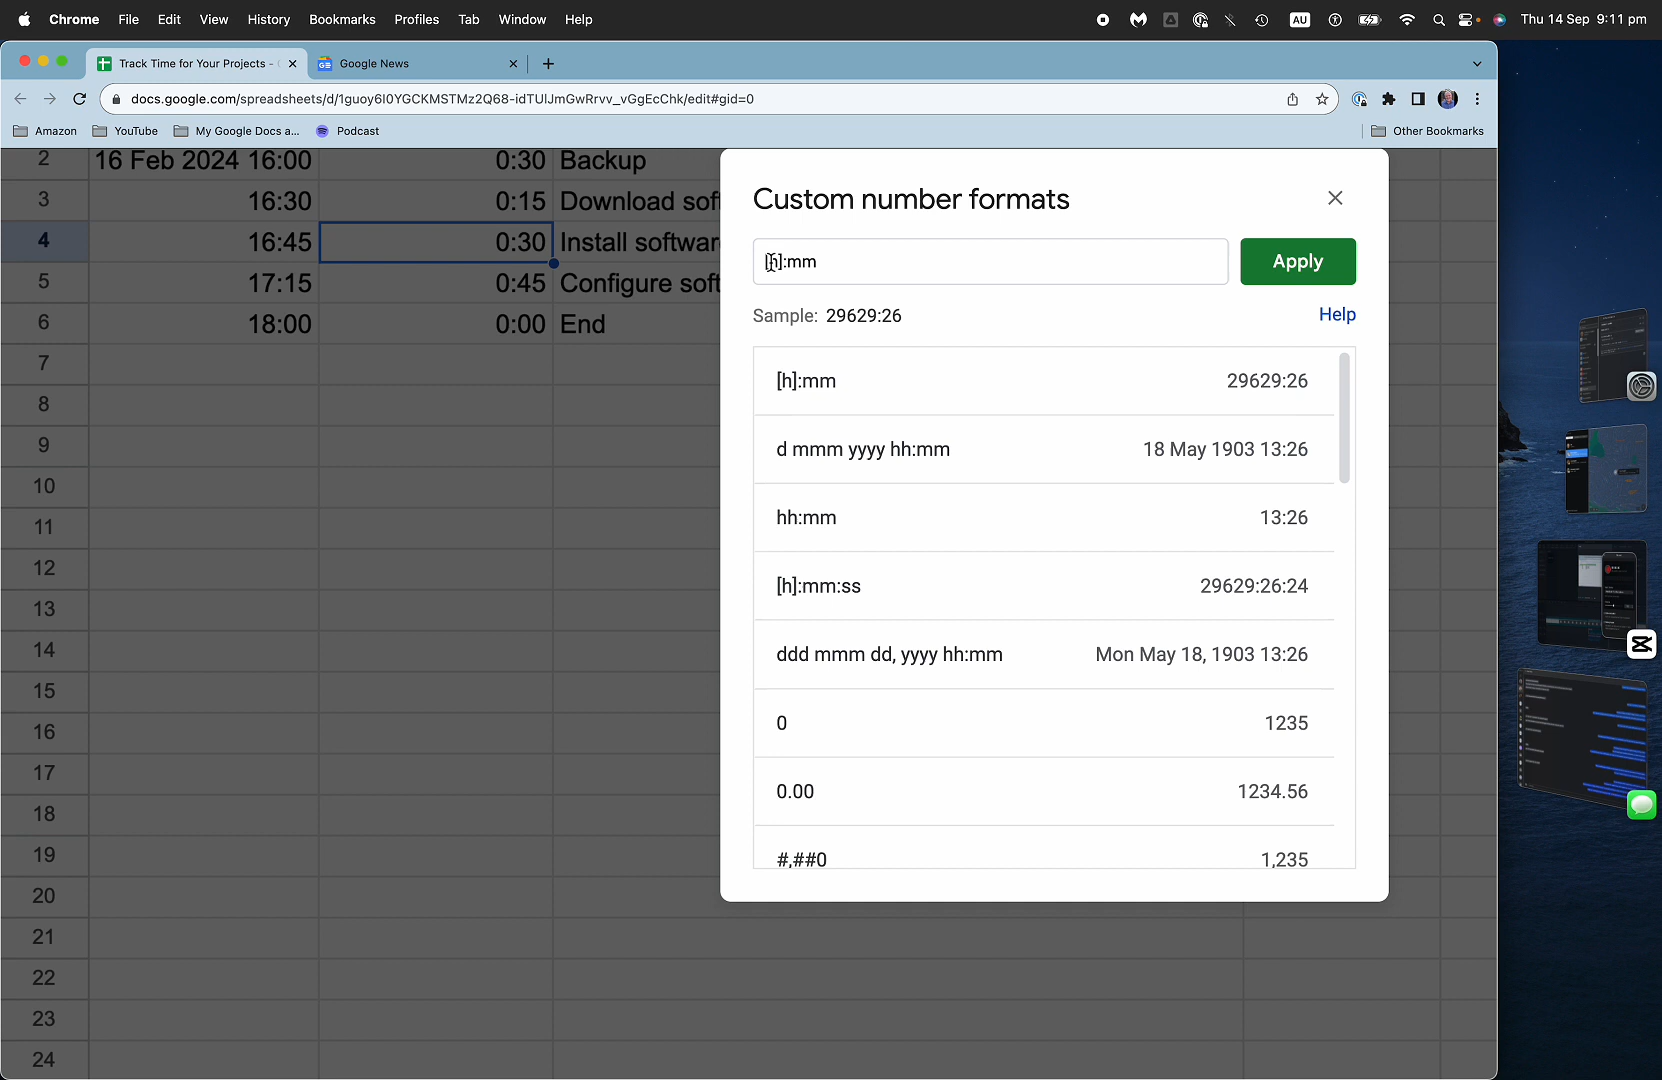 Chrome File Edit View History Bookmarks Profiles Tab Window Help AU Thu 14 Sep 9:11 pm
Track Time for Your Projects - Google News
docs.google.com/spreadsheets/d/1guoy6I0YGCKMSTMz2Q68-idTUIJmGwRrvv_vGgEcChk/edit#gid=0
Amazon YouTube My Google Docs a... Podcast Other Bookmarks
2 16 Feb 2024 16:00 0:30 Backup
3 16:30 0:15 Download sof
4 16:45 0:30 Install softwar
5 17:15 0:45 Configure soft
6 18:00 0:00 End
7
8
9
10
11
12
13
14
15
16
17
18
19
20
21
22
23
24
Custom number formats
[h]:mm Apply
Sample: 29629:26 Help
[h]:mm 29629:26
d mmm yyyy hh:mm 18 May 1903 13:26
hh:mm 13:26
[h]:mm:ss 29629:26:24
ddd mmm dd, yyyy hh:mm Mon May 18, 1903 13:26
0 1235
0.00 1234.56
#,##0 1,235